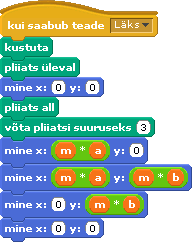 kui saabub teade Läks
kustuta
pliiats üleval
mine x: 0 y: 0
pliiats all
võta pliiatsi suuruseks 3
mine x: m * a y: 0
mine x: m * a y: m * b
mine x: 0 y: m * b
mine x: 0 y: 0